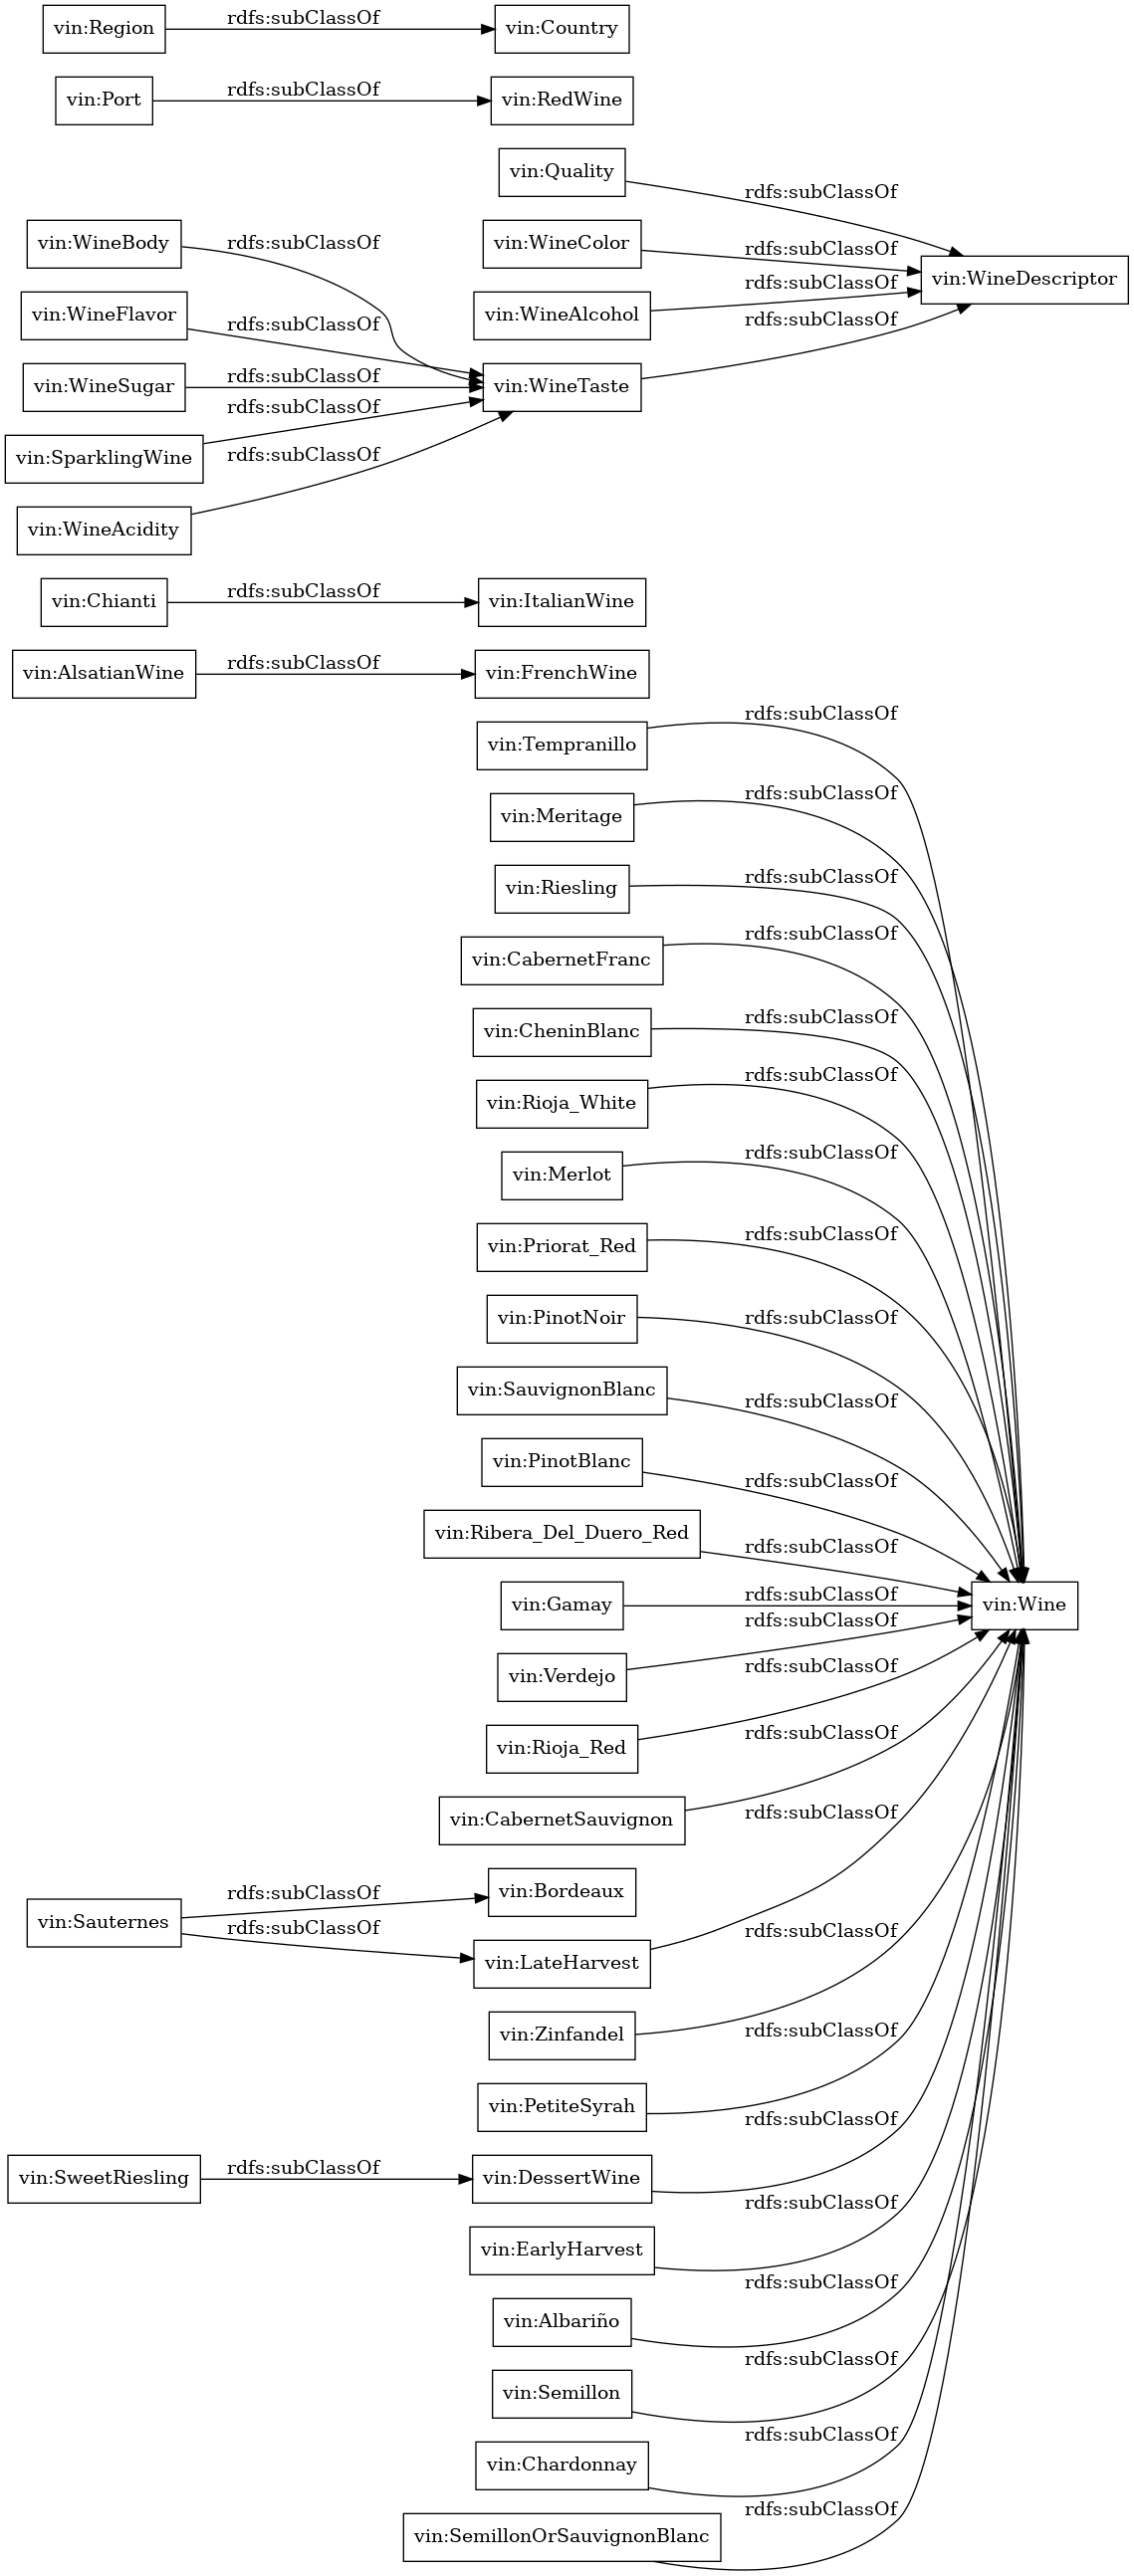 vin:Region
rdfs:subClassOf
vin:Country
vin:Port
rdfs:subClassOf
vin:RedWine
vin:Quality
rdfs:subClassOf
vin:WineBody
rdfs:subClassOf
vin:WineColor
rdfs:subClassOf
vin:WineDescriptor
vin:WineFlavor
rdfs:subClassOf
vin:WineAlcohol
rdfs:subClassOf
rdfs:subClassOf
vin:WineSugar
rdfs:subClassOf
vin:WineTaste
rdfs:subClassOf
vin:SparklingWine
rdfs:subClassOf
vin:WineAcidity
vin:Chianti
rdfs:subClassOf
vin:ItalianWine
vin:AlsatianWine
rdfs:subClassOf
vin:FrenchWine
rdfs:subClassOf
vin:Tempranillo
rdfs:subClassOf
vin:Meritage
rdfs:subClassOf
vin:Riesling
rdfs:subClassOf
vin:CabernetFranc
rdfs:subClassOf
vin:CheninBlanc
rdfs:subClassOf
vin:Rioja_White
rdfs:subClassOf
vin:Merlot
rdfs:subClassOf
vin:Priorat_Red
rdfs:subClassOf
vin:PinotNoir
rdfs:subClassOf
vin:SauvignonBlanc
rdfs:subClassOf
vin:PinotBlanc
rdfs:subClassOf
vin:Ribera_Del_Duero_Red
rdfs:subClassOf
vin:Gamay
rdfs:subClassOf
vin:Wine
rdfs:subClassOf
vin:Verdejo
rdfs:subClassOf
vin:Rioja_Red
rdfs:subClassOf
vin:CabernetSauvignon
rdfs:subClassOf
vin:Sauternes
rdfs:subClassOf
vin:Bordeaux
rdfs:subClassOf
vin:LateHarvest
rdfs:subClassOf
vin:Zinfandel
rdfs:subClassOf
vin:PetiteSyrah
rdfs:subClassOf
vin:SweetRiesling
rdfs:subClassOf
vin:DessertWine
rdfs:subClassOf
vin:EarlyHarvest
rdfs:subClassOf
vin:Albariño
rdfs:subClassOf
vin:Semillon
rdfs:subClassOf
vin:Chardonnay
rdfs:subClassOf
vin:SemillonOrSauvignonBlanc